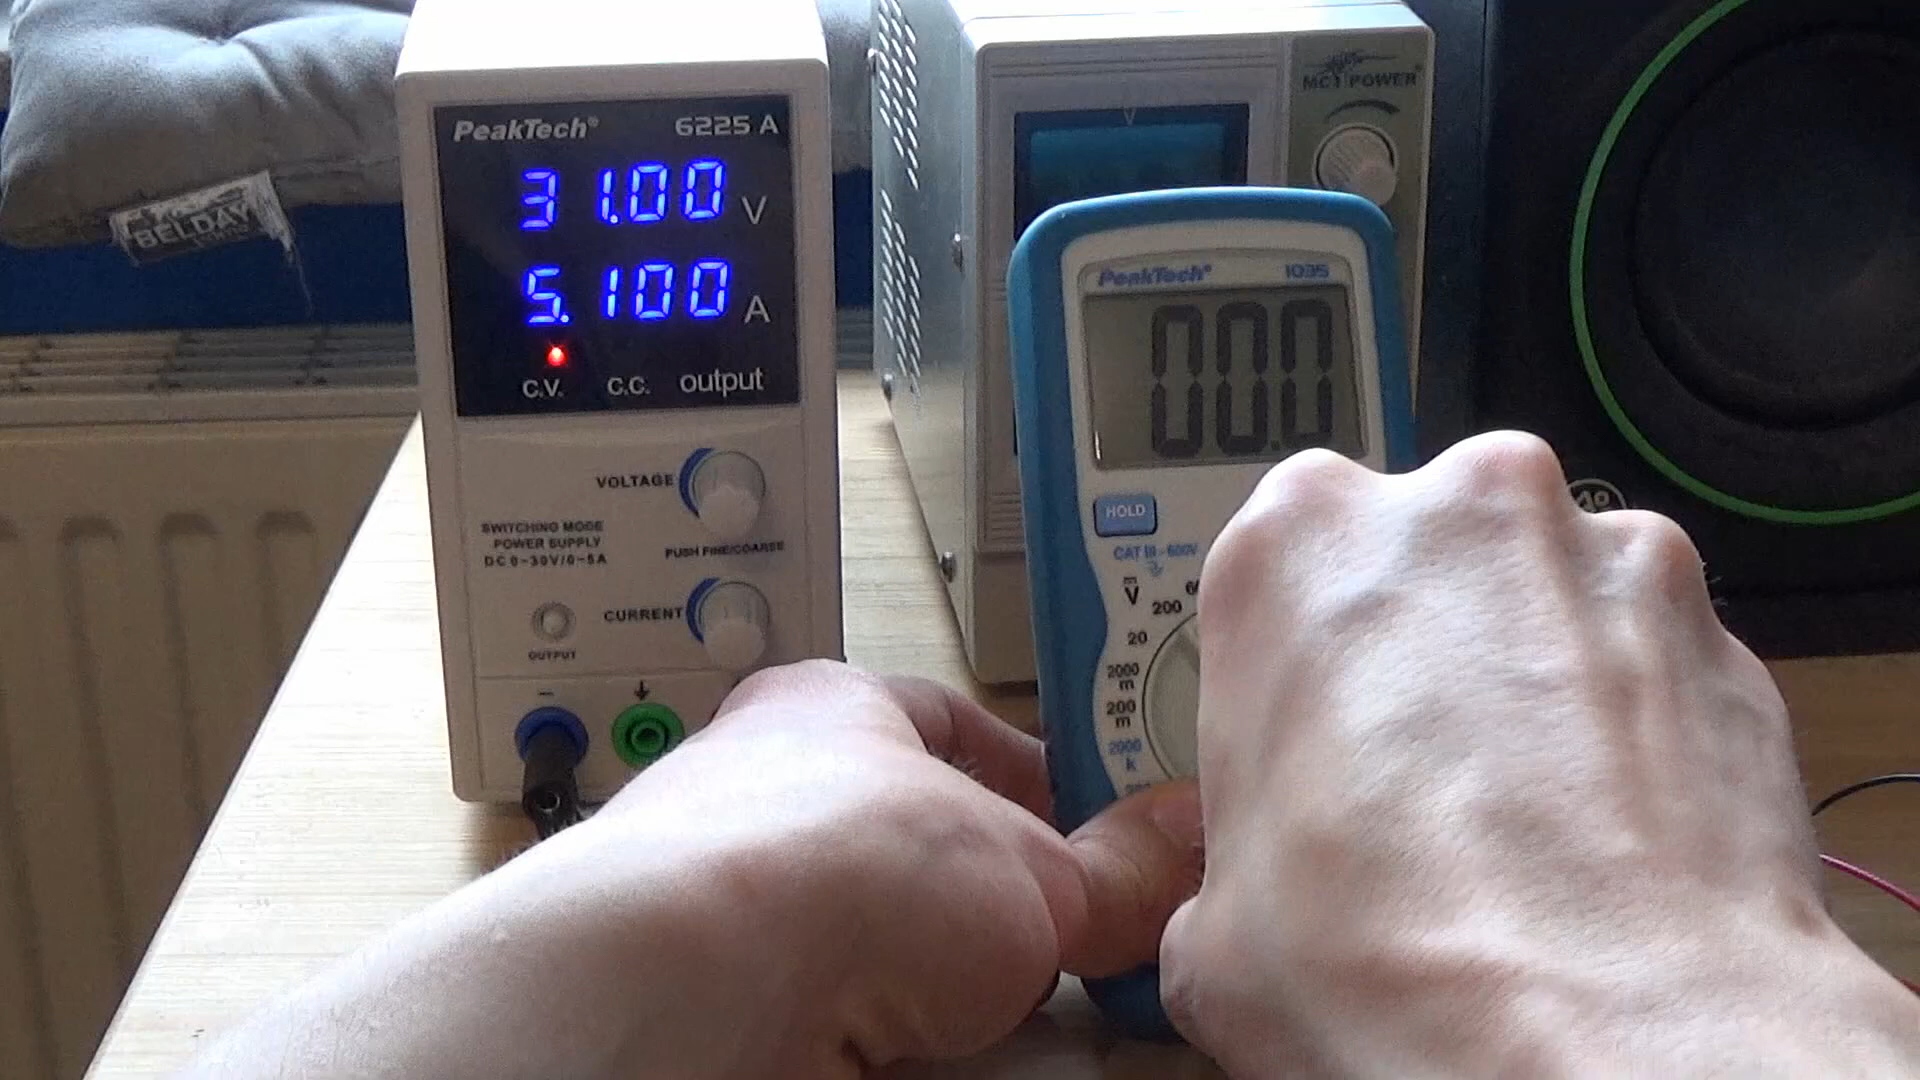 PeakTech® 6225 A
31.00 V
5.100 A
C.V. C.C. output
VOLTAGE
SWITCHING MODE
POWER SUPPLY
DC 0~30V/0~5A
PUSH FINE/COARSE
CURRENT
OUTPUT
BELDAY
MC POWER®
V
PeakTech® 1035
00.0
HOLD
CAT III - 600V
V
200
20
2000
m
200
m
2000
k